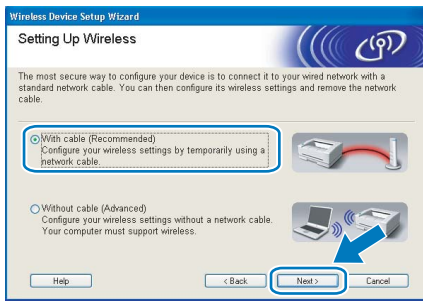 Wireless Device Setup Wizard
Setting Up Wireless
The most secure way to configure your device is to connect it to your wired network with a
standard network cable. You can then configure its wireless settings and remove the network
cable.
With cable (Recommended)
Configure your wireless settings by temporarily using a
network cable.
Without cable (Advanced)
Configure your wireless settings without a network cable.
Your computer must support wireless.
Help
< Back
Next >
Cancel